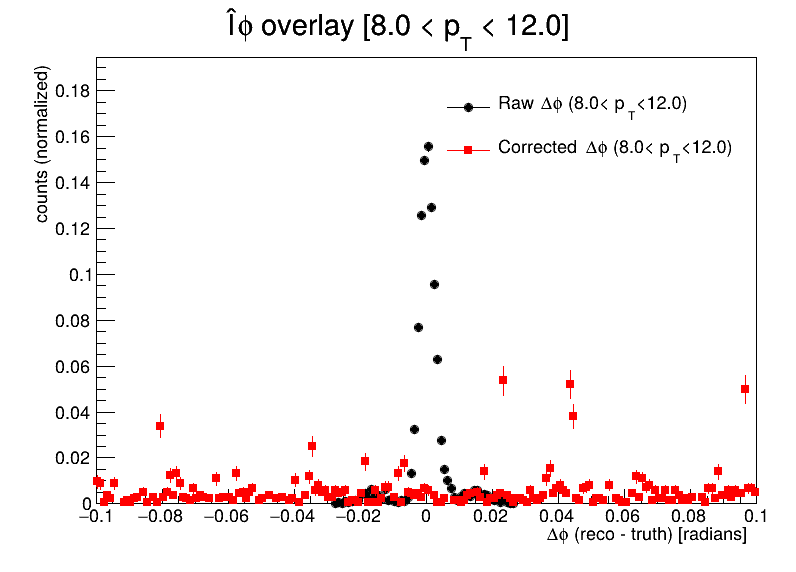 Îϕ overlay [8.0 < p_T < 12.0]
counts (normalized)
0.18
0.16
0.14
0.12
0.1
0.08
0.06
0.04
0.02
0
Raw Δϕ (8.0< p_T<12.0)
Corrected Δϕ (8.0< p_T<12.0)
−0.1 −0.08 −0.06 −0.04 −0.02 0 0.02 0.04 0.06 0.08 0.1
Δϕ (reco - truth) [radians]